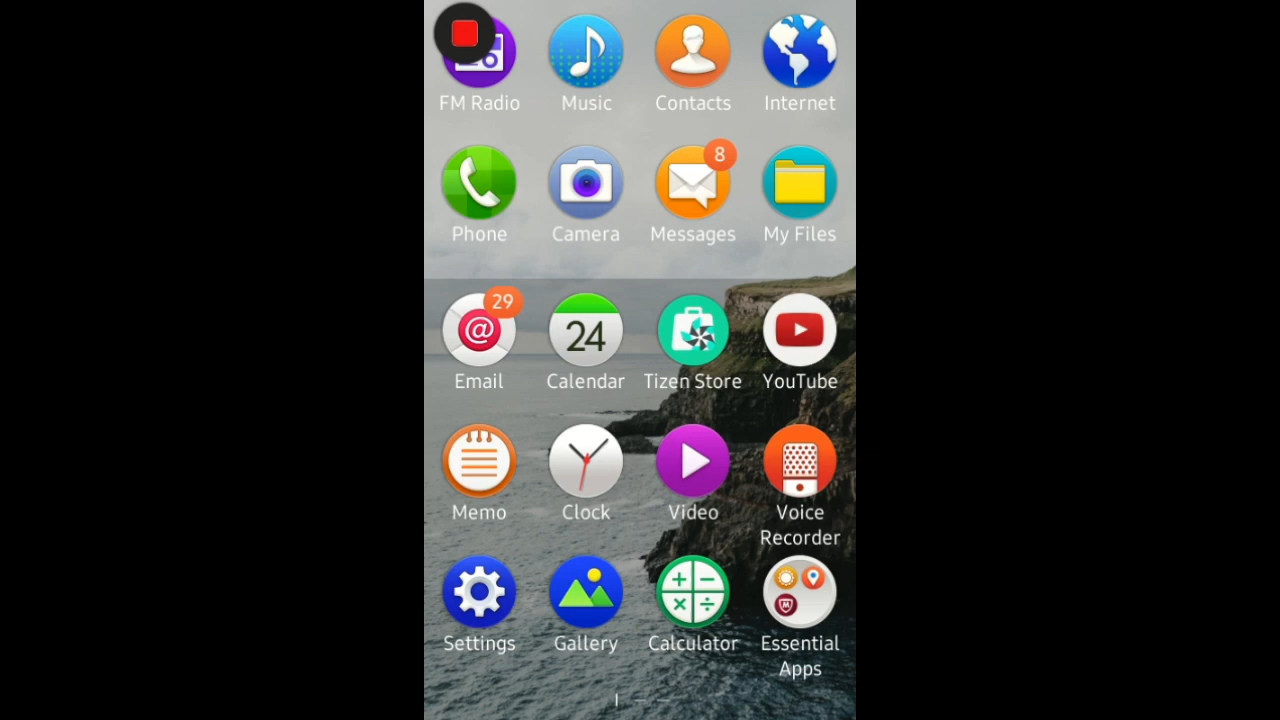 FM Radio Music Contacts Internet
8
Phone Camera Messages My Files
29
24
Email Calendar Tizen Store YouTube
Memo Clock Video Voice
Recorder
Settings Gallery Calculator Essential
Apps